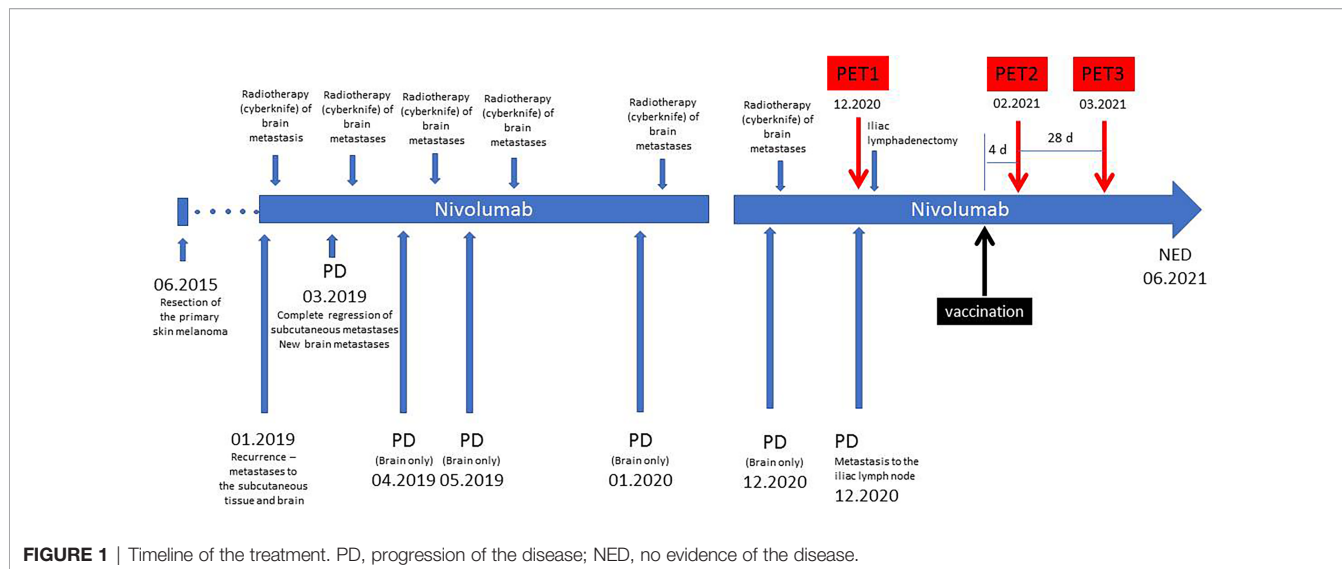 Radiotherapy
(cyberknife) of
brain
metastasis
Radiotherapy
(cyberknife) of
brain
metastases
Radiotherapy
(cyberknife) of
brain
metastases
Radiotherapy
(cyberknife) of
brain
metastases
Radiotherapy
(cyberknife) of
brain
metastases
Radiotherapy
(cyberknife) of
brain
metastases
PET1
12.2020
Iliac
lymphadenectomy
PET2
02.2021
PET3
03.2021
4 d
28 d
Nivolumab
Nivolumab
06.2015
Resection of
the primary
skin melanoma
PD
03.2019
Complete regression of
subcutaneous metastases
New brain metastases
vaccination
NED
06.2021
01.2019
Recurrence –
metastases to
the subcutaneous
tissue and brain
PD
(Brain only)
04.2019
PD
(Brain only)
05.2019
PD
(Brain only)
01.2020
PD
(Brain only)
12.2020
PD
Metastasis to the
iliac lymph node
12.2020
FIGURE 1 | Timeline of the treatment. PD, progression of the disease; NED, no evidence of the disease.